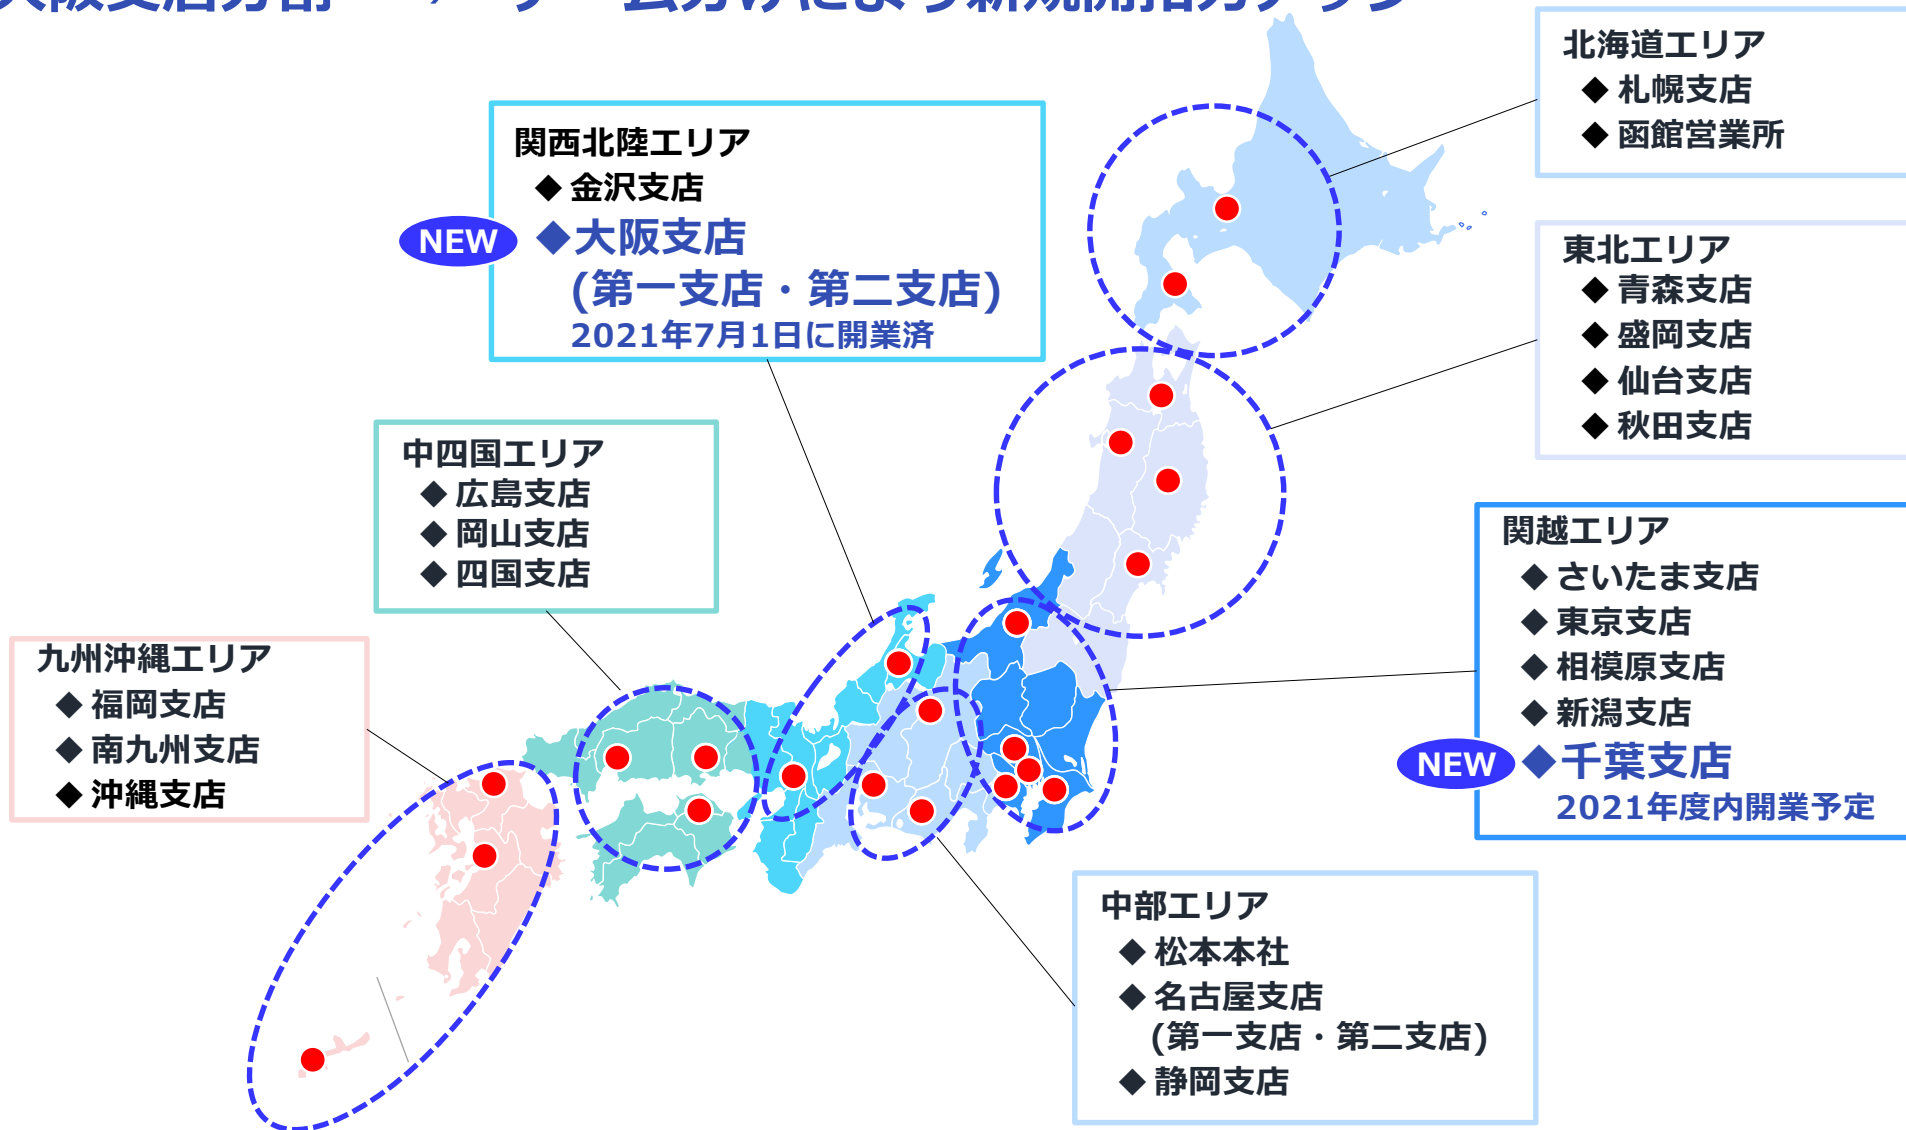 北海道エリア
◆ 札幌支店
◆ 函館営業所
関西北陸エリア
◆ 金沢支店
NEW ◆大阪支店
(第一支店・第二支店)
2021年7月1日に開業済
東北エリア
◆ 青森支店
◆ 盛岡支店
◆ 仙台支店
◆ 秋田支店
中四国エリア
◆ 広島支店
◆ 岡山支店
◆ 四国支店
関越エリア
◆ さいたま支店
◆ 東京支店
◆ 相模原支店
◆ 新潟支店
NEW ◆千葉支店
2021年度内開業予定
九州沖縄エリア
◆ 福岡支店
◆ 南九州支店
◆ 沖縄支店
中部エリア
◆ 松本本社
◆ 名古屋支店
(第一支店・第二支店)
◆ 静岡支店